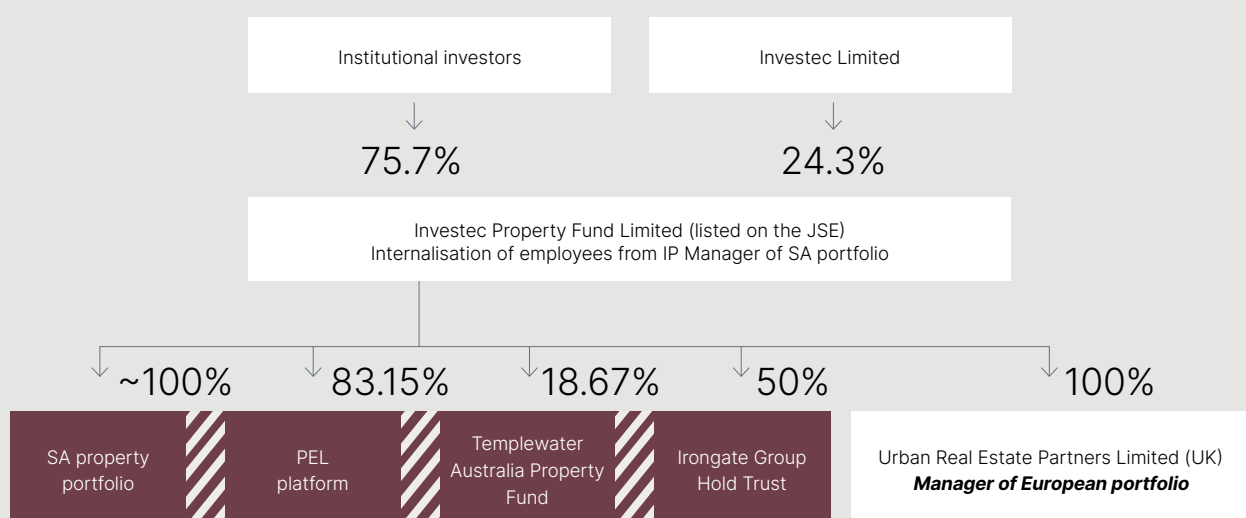 Institutional investors
Investec Limited
75.7%
24.3%
Investec Property Fund Limited (listed on the JSE)
Internalisation of employees from IP Manager of SA portfolio
~100%
83.15%
18.67%
50%
100%
SA property
portfolio
PEL
platform
Templewater
Australia Property
Fund
Irongate Group
Hold Trust
Urban Real Estate Partners Limited (UK)
Manager of European portfolio